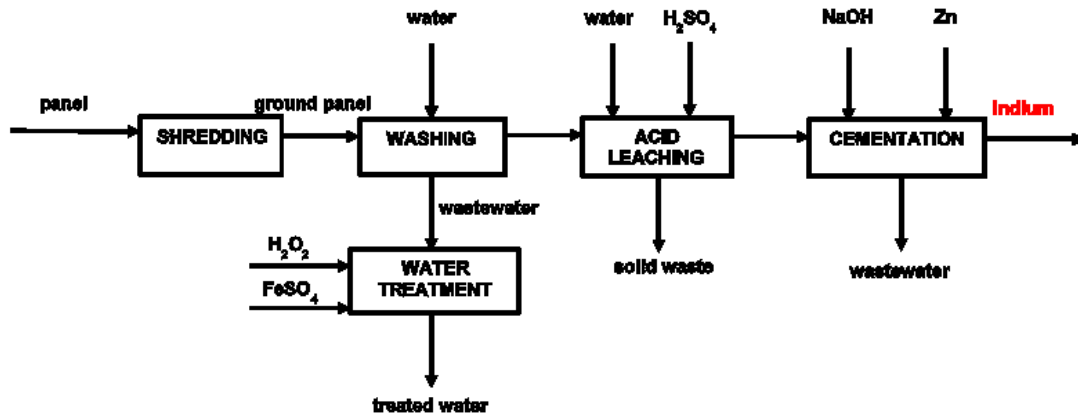 water
water
H₂SO₄
NaOH
Zn
panel
ground panel
Indium
SHREDDING
WASHING
ACID
LEACHING
CEMENTATION
wastewater
H₂O₂
FeSO₄
WATER
TREATMENT
solid waste
wastewater
treated water